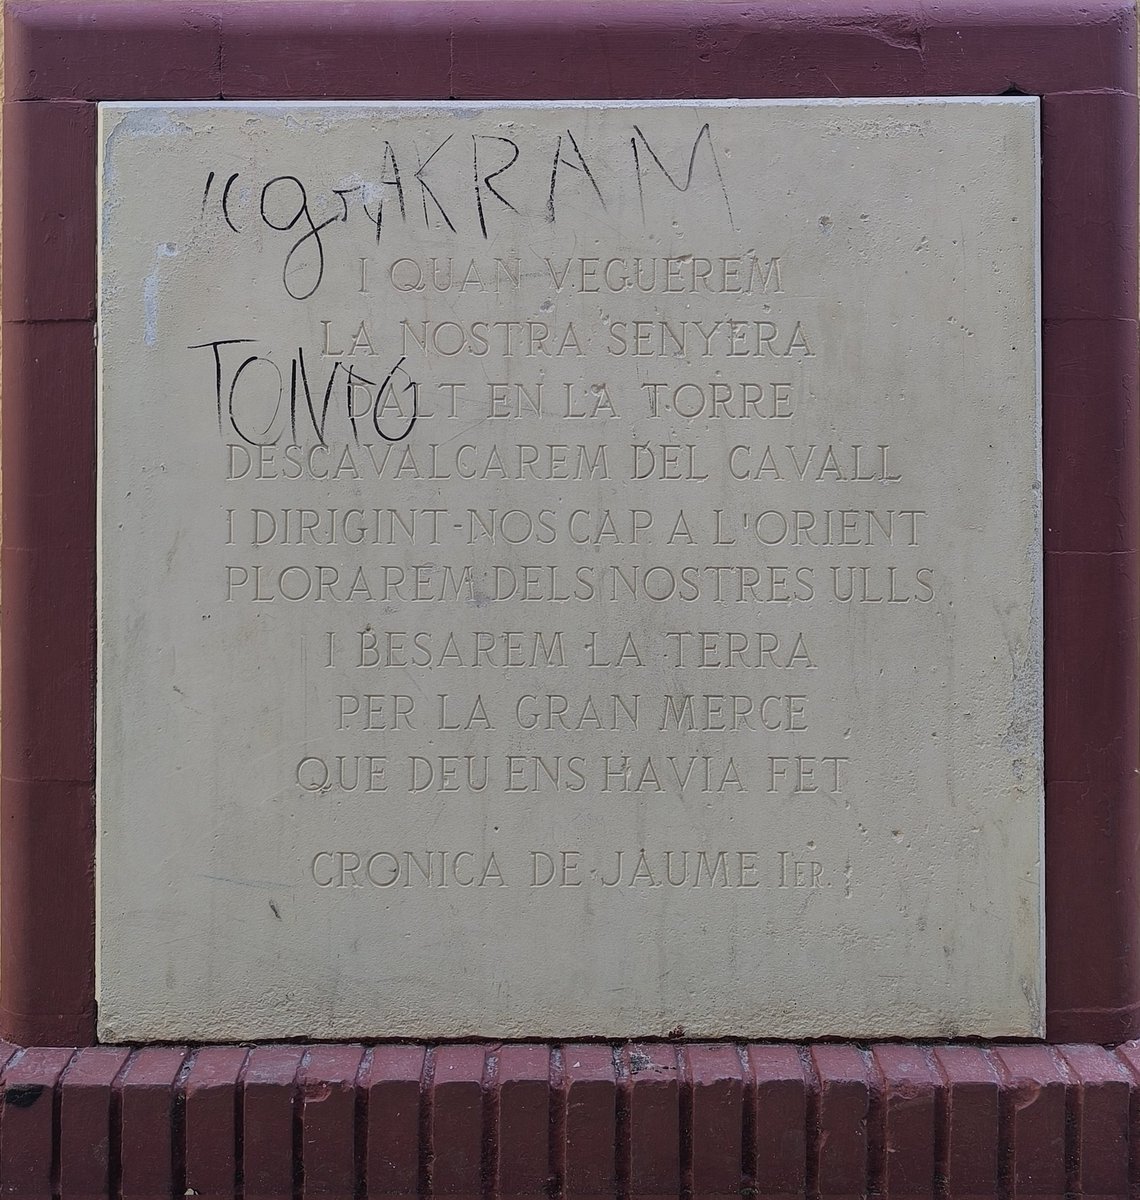 AKRAM
I QUAN VEGUEREM
LA NOSTRA SENYERA
TONTO
DALT EN LA TORRE
DESCAVALCAREM DEL CAVALL
I DIRIGINT-NOS CAP A L'ORIENT
PLORAREM DELS NOSTRES ULLS
I BESAREM LA TERRA
PER LA GRAN MERCE
QUE DEU ENS HAVIA FET
CRONICA DE JAUME IER.